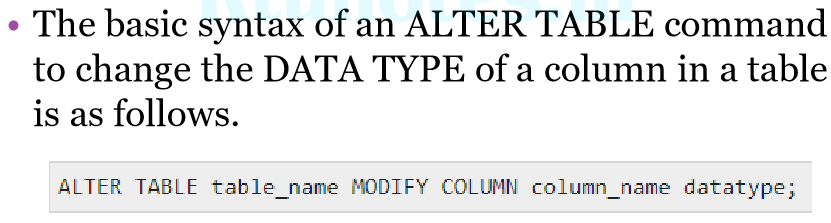 • The basic syntax of an ALTER TABLE command
to change the DATA TYPE of a column in a table
is as follows.
ALTER TABLE table_name MODIFY COLUMN column_name datatype;